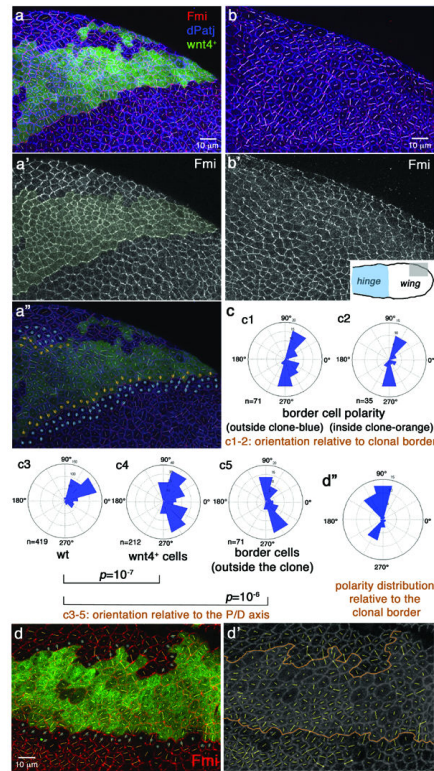 a
Fmi
dPatj
wnt4+
10 µm
b
10 µm
a'
Fmi
b'
Fmi
hinge
wing
a"
c
c1
c2
90°
180°
0°
270°
n=71
90°
180°
0°
270°
n=35
border cell polarity
(outside clone-blue) (inside clone-orange)
c1-2: orientation relative to clonal border
c3
c4
c5
d"
90°
180°
0°
270°
n=419
wt
90°
180°
0°
270°
n=212
wnt4+ cells
90°
180°
0°
270°
n=71
border cells
(outside the clone)
90°
180°
0°
270°
p=10-7
p=10-6
c3-5: orientation relative to the P/D axis
polarity distribution
relative to the
clonal border
d
10 µm
Fmi
d'